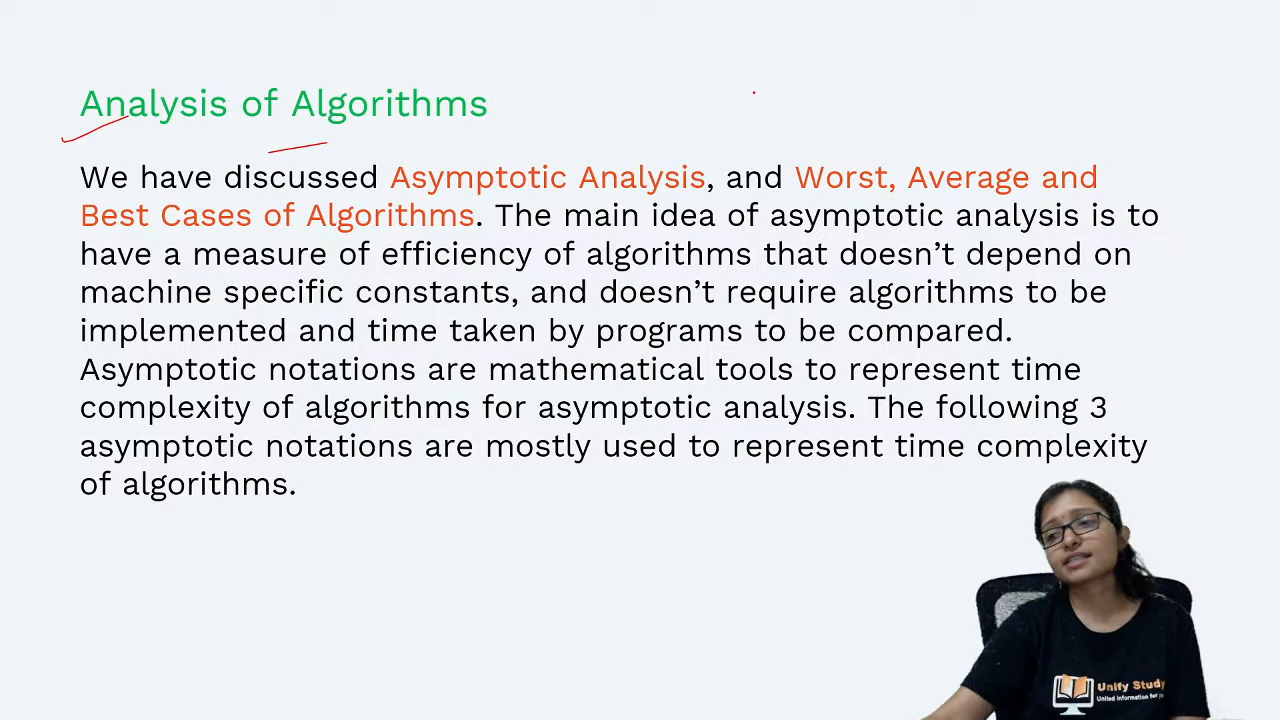 Analysis of Algorithms
We have discussed Asymptotic Analysis, and Worst, Average and
Best Cases of Algorithms. The main idea of asymptotic analysis is to
have a measure of efficiency of algorithms that doesn’t depend on
machine specific constants, and doesn’t require algorithms to be
implemented and time taken by programs to be compared.
Asymptotic notations are mathematical tools to represent time
complexity of algorithms for asymptotic analysis. The following 3
asymptotic notations are mostly used to represent time complexity
of algorithms.
Unify Study
United Information for